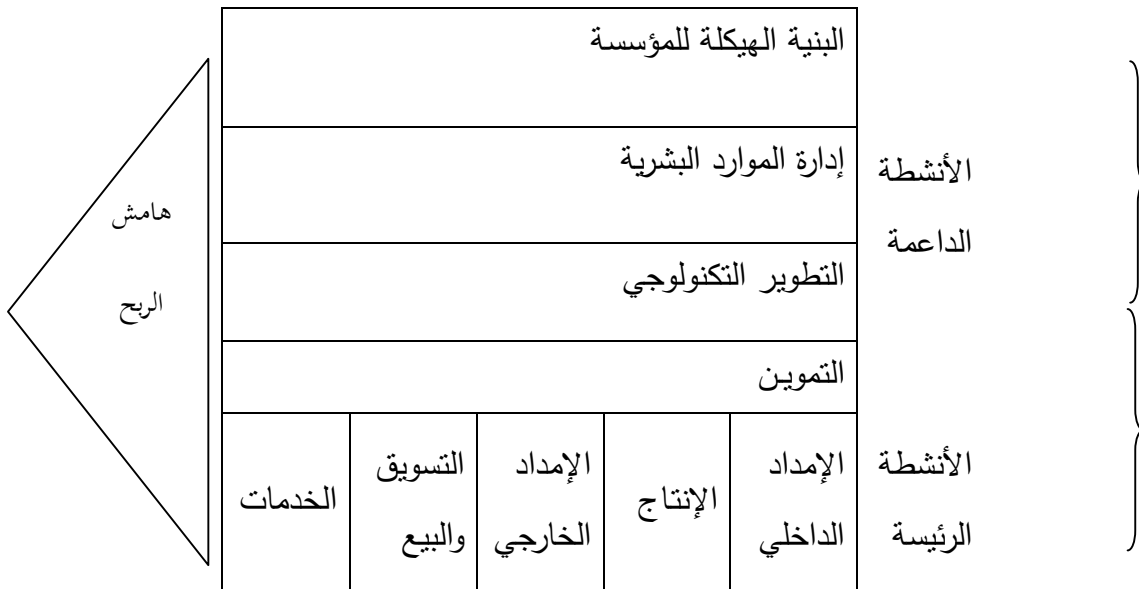 البنية الهيكلة للمؤسسة
إدارة الموارد البشرية
الأنشطة
الداعمة
التطوير التكنولوجي
التموين
هامش
الربح
الأنشطة
الرئيسة
الإمداد
الداخلي
الإنتاج
الإمداد
الخارجي
التسويق
والبيع
الخدمات